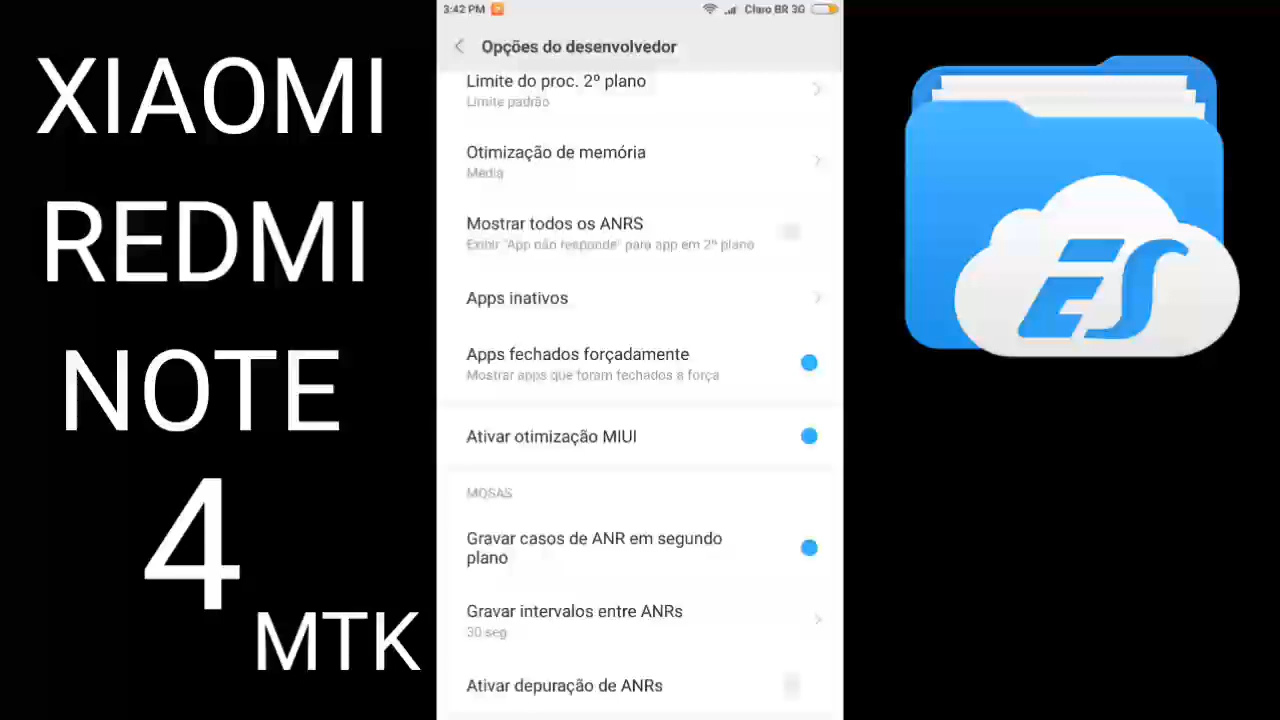 XIAOMI
REDMI
NOTE
4
MTK
3:42 PM
Claro BR 3G
Opções do desenvolvedor
Limite do proc. 2º plano
Limite padrão
Otimização de memória
Média
Mostrar todos os ANRS
Exibir "App não responde" para app em 2º plano
Apps inativos
Apps fechados forçadamente
Mostrar apps que foram fechados a força
Ativar otimização MIUI
MQSAS
Gravar casos de ANR em segundo
plano
Gravar intervalos entre ANRs
30 seg
Ativar depuração de ANRs
ES